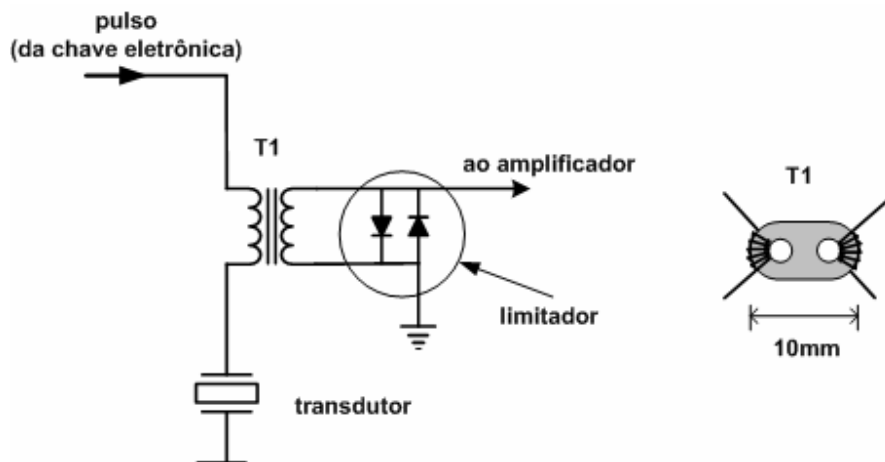 pulso
(da chave eletrônica)
T1
ao amplificador
T1
limitador
10mm
transdutor